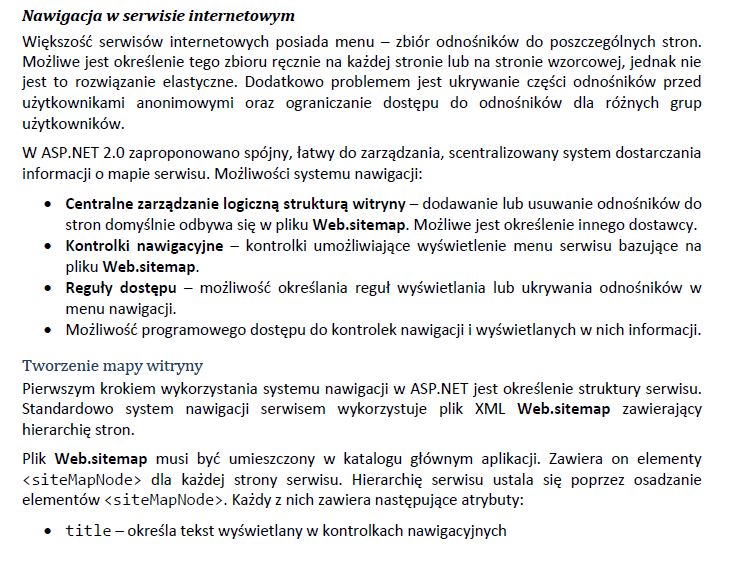 Nawigacja w serwisie internetowym
Większość serwisów internetowych posiada menu – zbiór odnośników do poszczególnych stron.
Możliwe jest określenie tego zbioru ręcznie na każdej stronie lub na stronie wzorcowej, jednak nie
jest to rozwiązanie elastyczne. Dodatkowo problemem jest ukrywanie części odnośników przed
użytkownikami anonimowymi oraz ograniczanie dostępu do odnośników dla różnych grup
użytkowników.
W ASP.NET 2.0 zaproponowano spójny, łatwy do zarządzania, scentralizowany system dostarczania
informacji o mapie serwisu. Możliwości systemu nawigacji:
• Centralne zarządzanie logiczną strukturą witryny – dodawanie lub usuwanie odnośników do
stron domyślnie odbywa się w pliku Web.sitemap. Możliwe jest określenie innego dostawcy.
• Kontrolki nawigacyjne – kontrolki umożliwiające wyświetlenie menu serwisu bazujące na
pliku Web.sitemap.
• Reguły dostępu – możliwość określania reguł wyświetlania lub ukrywania odnośników w
menu nawigacji.
• Możliwość programowego dostępu do kontrolek nawigacji i wyświetlanych w nich informacji.
Tworzenie mapy witryny
Pierwszym krokiem wykorzystania systemu nawigacji w ASP.NET jest określenie struktury serwisu.
Standardowo system nawigacji serwisem wykorzystuje plik XML Web.sitemap zawierający
hierarchię stron.
Plik Web.sitemap musi być umieszczony w katalogu głównym aplikacji. Zawiera on elementy
<siteMapNode> dla każdej strony serwisu. Hierarchię serwisu ustala się poprzez osadzanie
elementów <siteMapNode>. Każdy z nich zawiera następujące atrybuty:
• title – określa tekst wyświetlany w kontrolkach nawigacyjnych